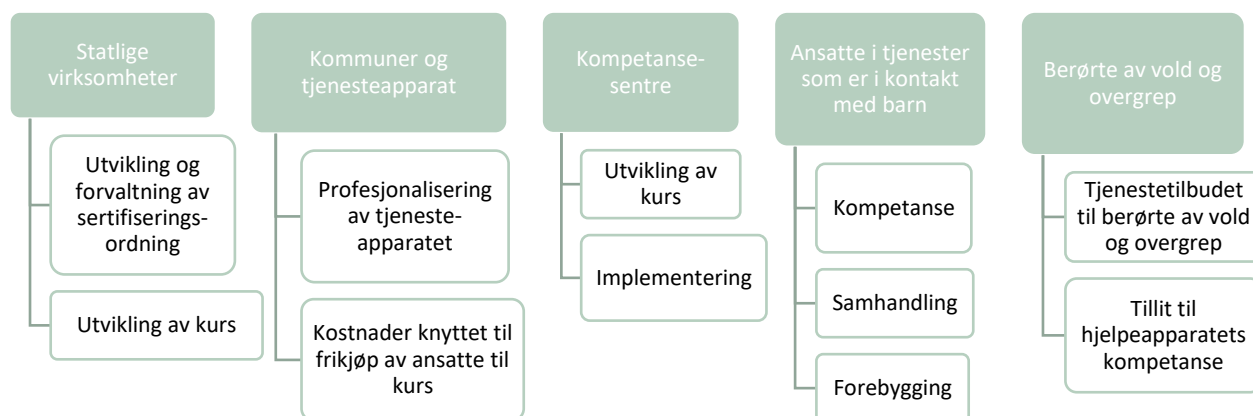 Statlige
virksomheter
Utvikling og
forvaltning av
sertifiserings-
ordning
Utvikling av kurs
Kommuner og
tjenesteapparat
Profesjonalisering
av tjeneste-
apparatet
Kostnader knyttet til
frikjøp av ansatte til
kurs
Kompetanse-
sentre
Utvikling av
kurs
Implementering
Ansatte i tjenester
som er i kontakt
med barn
Kompetanse
Samhandling
Forebygging
Berørte av vold og
overgrep
Tjenestetilbudet
til berørte av vold
og overgrep
Tillit til
hjelpeapparatets
kompetanse